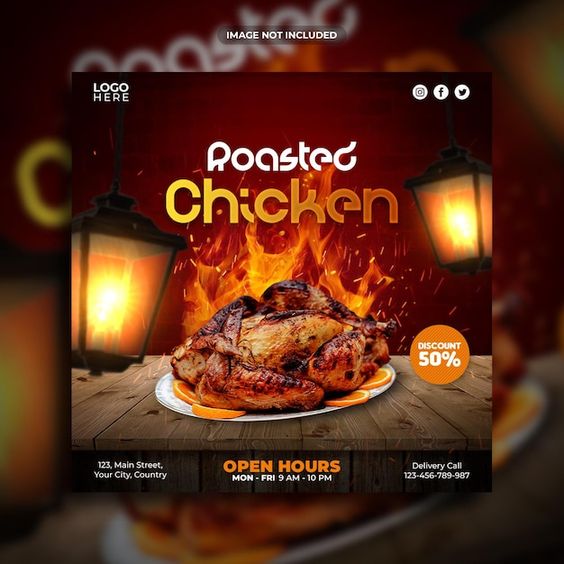 IMAGE NOT INCLUDED
LOGO
HERE
Roasted
Chicken
DISCOUNT
50%
123, Main Street,
Your City, Country
OPEN HOURS
MON - FRI 9 AM - 10 PM
Delivery Call
123-456-789-987